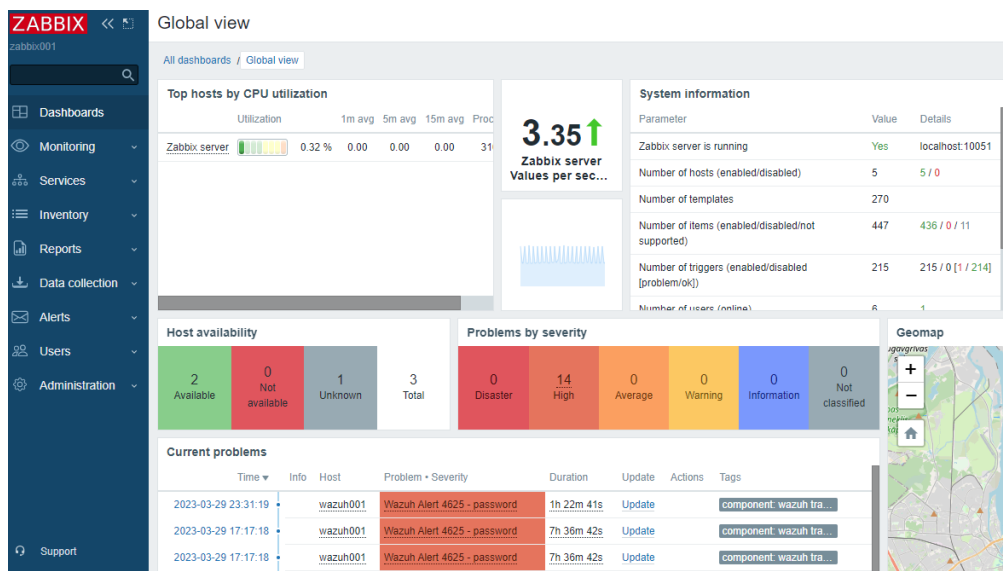 ZABBIX
zabbix001
Dashboards
Monitoring
Services
Inventory
Reports
Data collection
Alerts
Users
Administration
Support
Global view
All dashboards / Global view
Top hosts by CPU utilization
Utilization 1m avg 5m avg 15m avg Proc
Zabbix server 0.32 % 0.00 0.00 0.00 31
3.35
Zabbix server
Values per sec...
System information
Parameter Value Details
Zabbix server is running Yes localhost:10051
Number of hosts (enabled/disabled) 5 5 / 0
Number of templates 270
Number of items (enabled/disabled/not supported) 447 436 / 0 / 11
Number of triggers (enabled/disabled [problem/ok]) 215 215 / 0 [1 / 214]
Number of users (online) 6 1
Host availability
2 Available
0 Not available
1 Unknown
3 Total
Problems by severity
0 Disaster
14 High
0 Average
0 Warning
0 Information
0 Not classified
Geomap
+
−
Current problems
Time Info Host Problem • Severity Duration Update Actions Tags
2023-03-29 23:31:19 wazuh001 Wazuh Alert 4625 - password 1h 22m 41s Update component: wazuh tra...
2023-03-29 17:17:18 wazuh001 Wazuh Alert 4625 - password 7h 36m 42s Update component: wazuh tra...
2023-03-29 17:17:18 wazuh001 Wazuh Alert 4625 - password 7h 36m 42s Update component: wazuh tra...